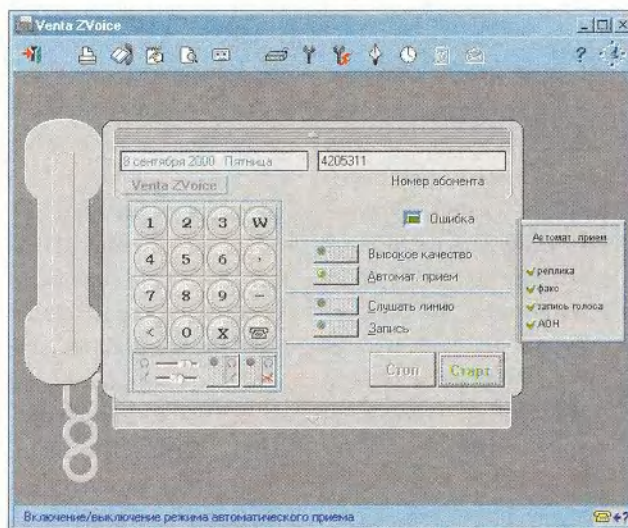 Venta ZVoice
?
8 сентября 2000 Пятница
4205311
Venta ZVoice
Номер абонента
Ошибка
1 2 3 W
4 5 6 ,
7 8 9 -
< 0 X
Высокое качество
Автомат. прием
Слушать линию
Запись
Стоп
Старт
Автомат. прием
реплика
факс
запись голоса
АОН
Включение/выключение режима автоматического приема